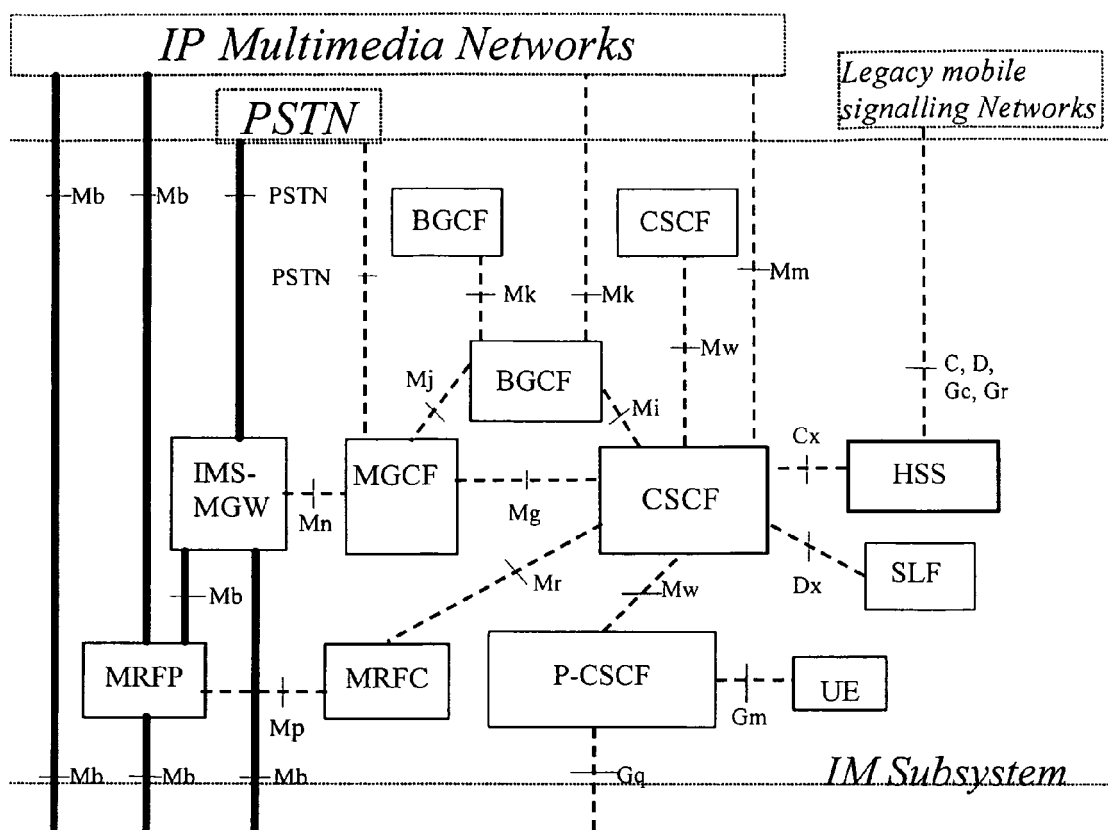 IP Multimedia Networks
Legacy mobile
signalling Networks
PSTN
Mb
Mb
PSTN
BGCF
CSCF
PSTN
Mk
Mk
Mm
Mw
C, D,
Gc, Gr
Mj
BGCF
Mi
Cx
IMS-
MGW
MGCF
CSCF
HSS
Mn
Mg
SLF
Mb
Mr
Mw
Dx
MRFP
MRFC
P-CSCF
UE
Mp
Gm
Mb
Mb
Mb
Gq
IM Subsystem